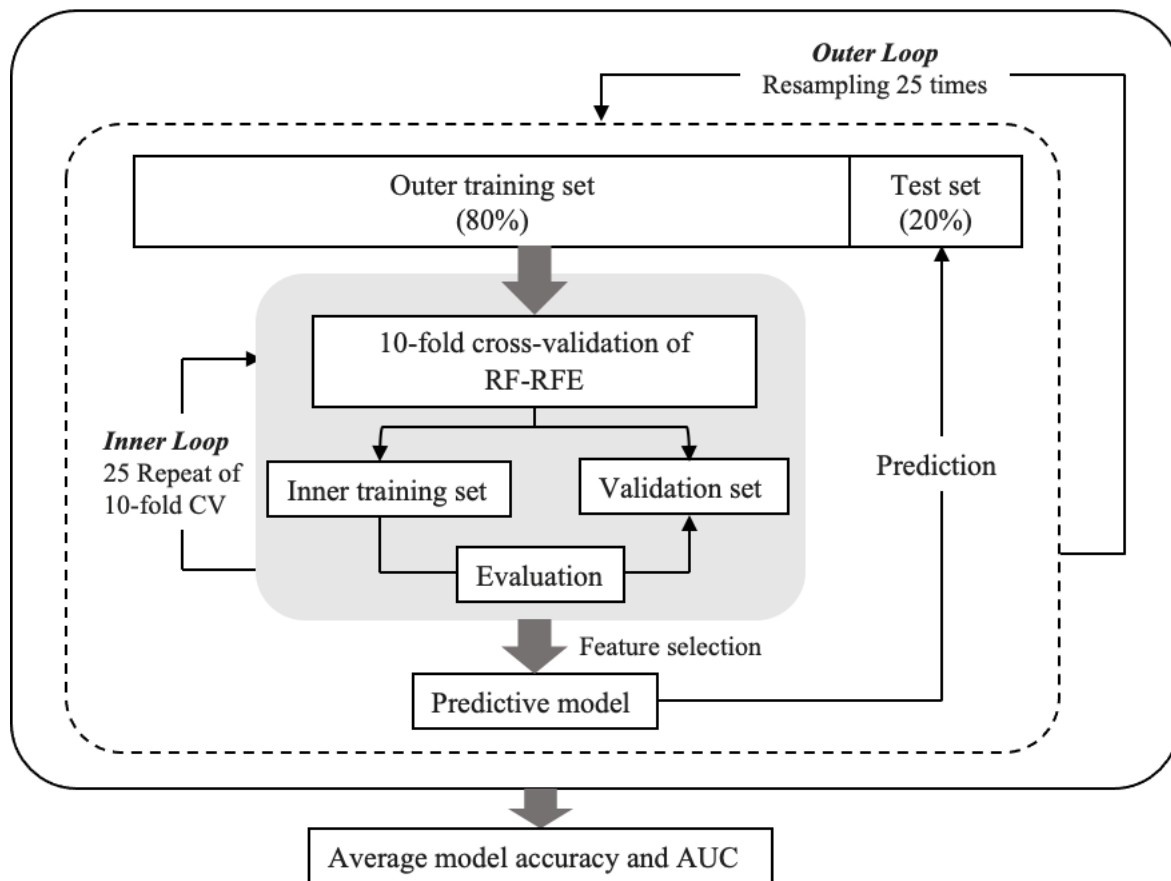 Outer Loop
Resampling 25 times
Outer training set
(80%)
Test set
(20%)
10-fold cross-validation of
RF-RFE
Inner Loop
25 Repeat of
10-fold CV
Inner training set
Validation set
Prediction
Evaluation
Feature selection
Predictive model
Average model accuracy and AUC